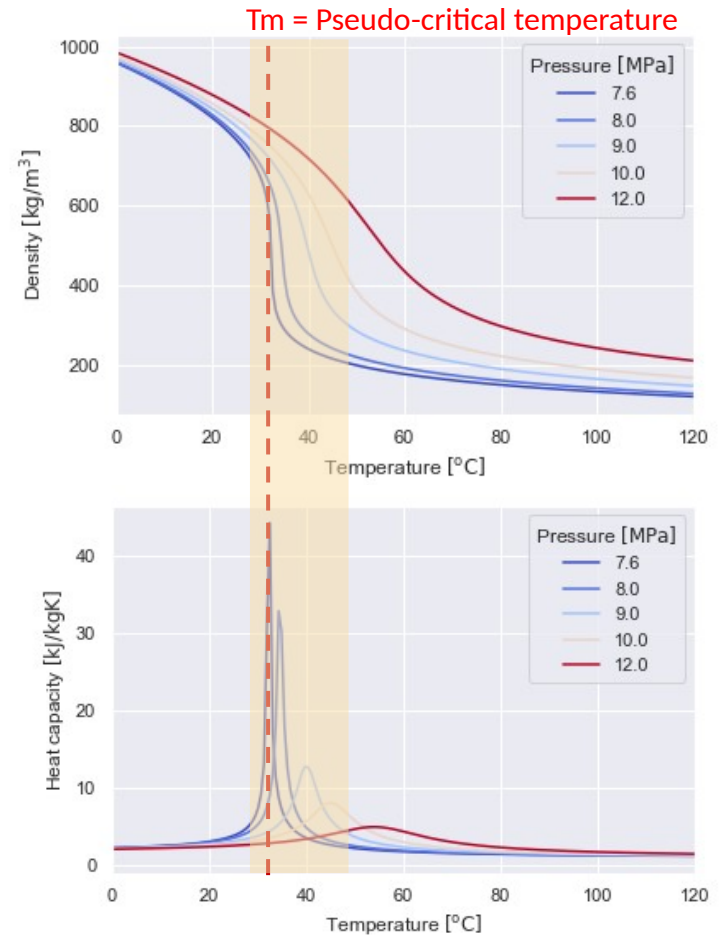 Tm = Pseudo-critical temperature
1000
800
600
400
200
Density [kg/m³]
Pressure [MPa]
7.6
8.0
9.0
10.0
12.0
0 20 40 60 80 100 120
Temperature [°C]
40
30
20
10
0
Heat capacity [kJ/kgK]
Pressure [MPa]
7.6
8.0
9.0
10.0
12.0
0 20 40 60 80 100 120
Temperature [°C]